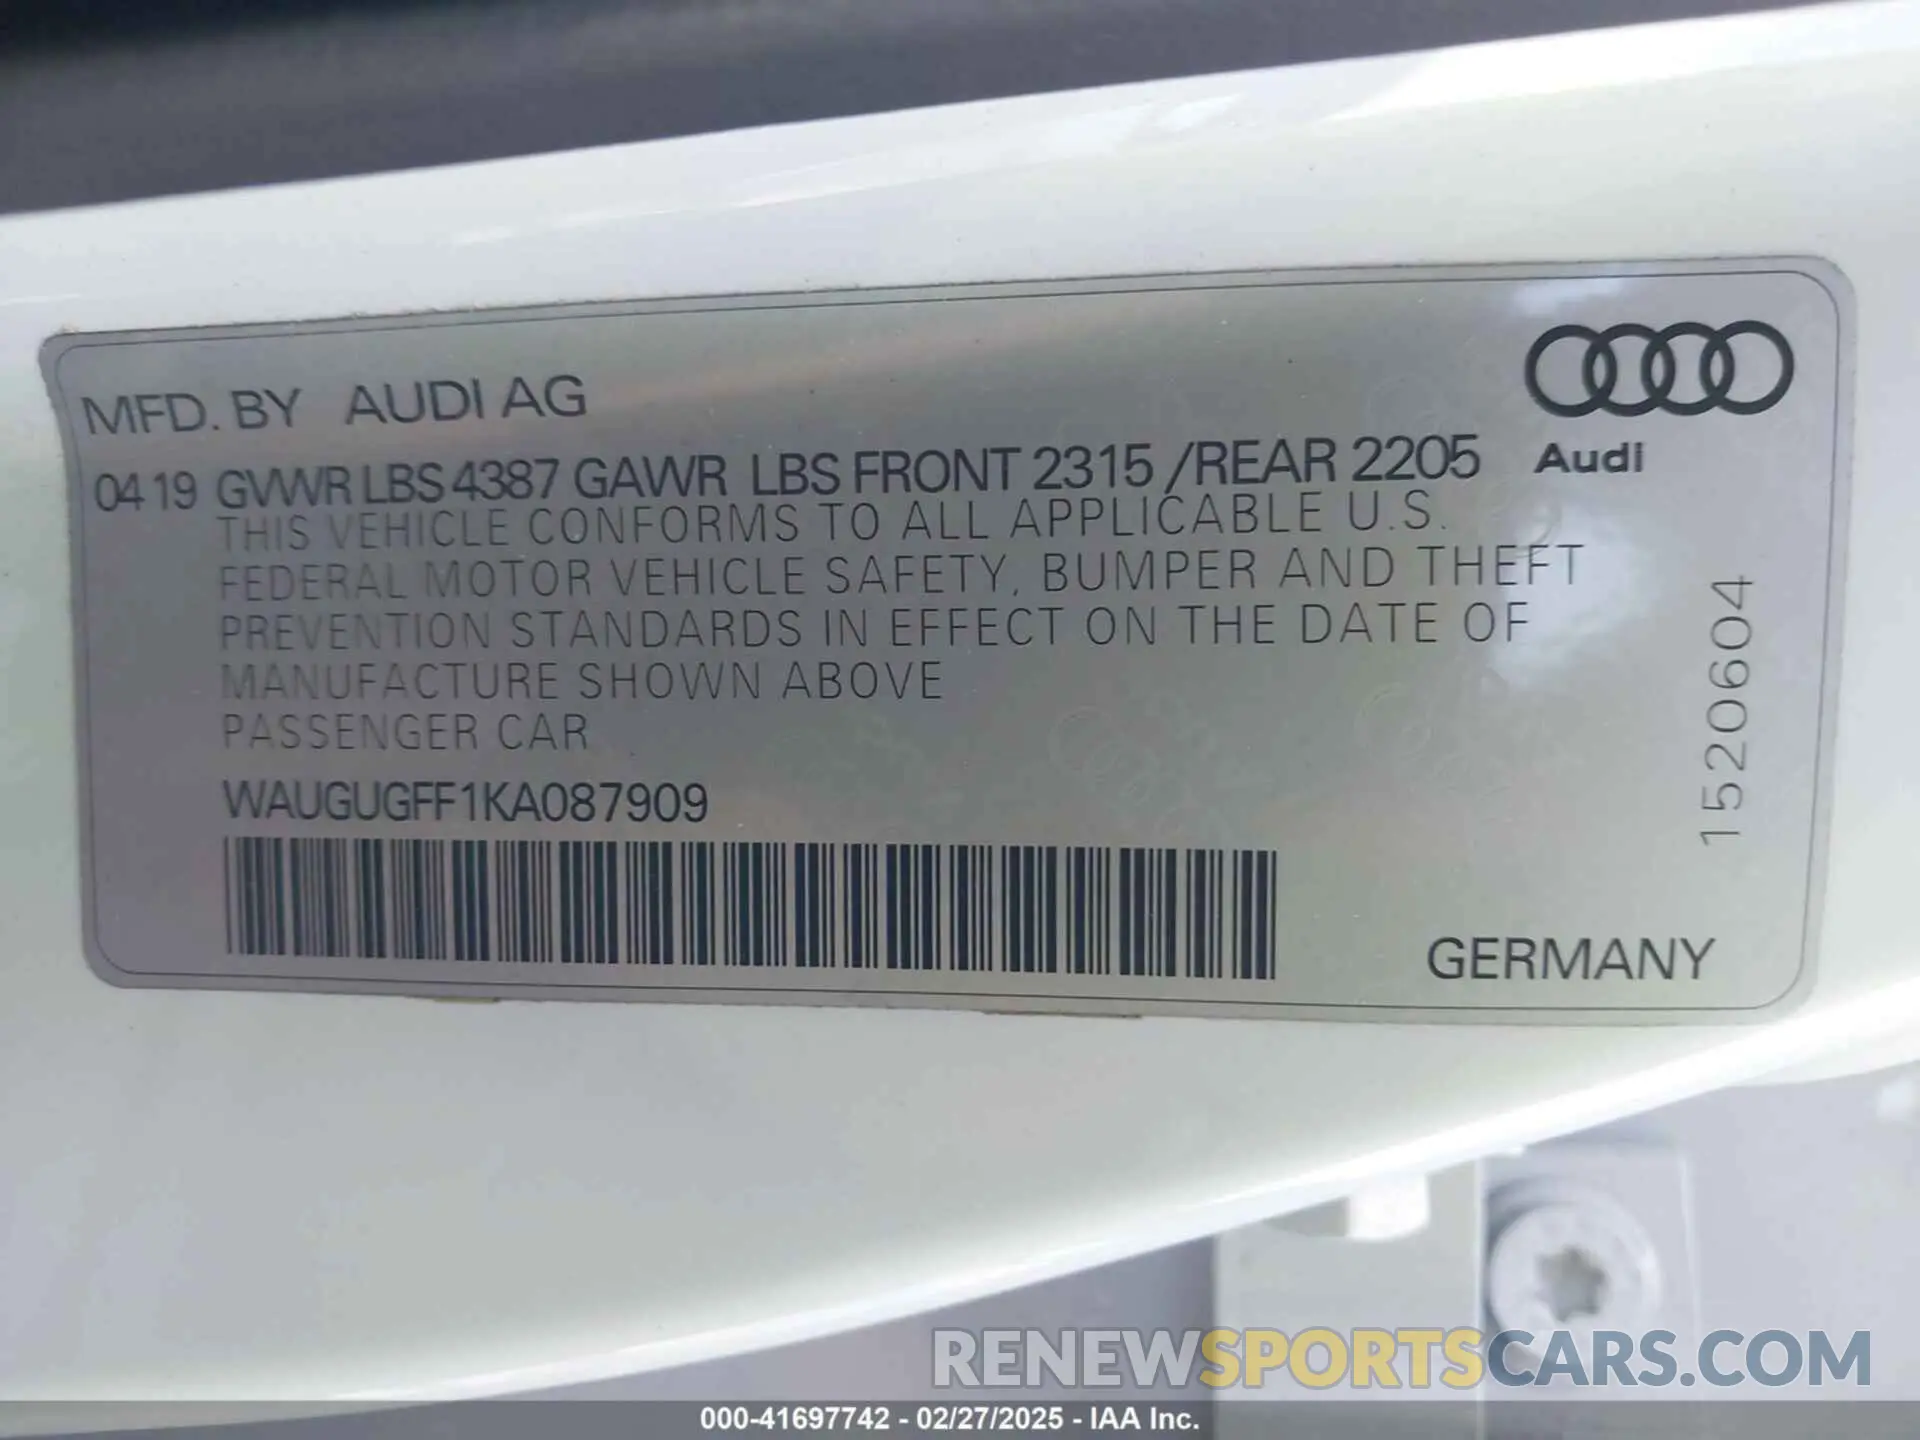 MFD. BY AUDI AG
Audi
04 19 GVWR LBS 4387 GAWR LBS FRONT 2315 /REAR 2205
THIS VEHICLE CONFORMS TO ALL APPLICABLE U.S.
FEDERAL MOTOR VEHICLE SAFETY, BUMPER AND THEFT
PREVENTION STANDARDS IN EFFECT ON THE DATE OF
MANUFACTURE SHOWN ABOVE
PASSENGER CAR
WAUGUGFF1KA087909
1520604
GERMANY
RENEWSPORTSCARS.COM
000-41697742 - 02/27/2025 - IAA Inc.